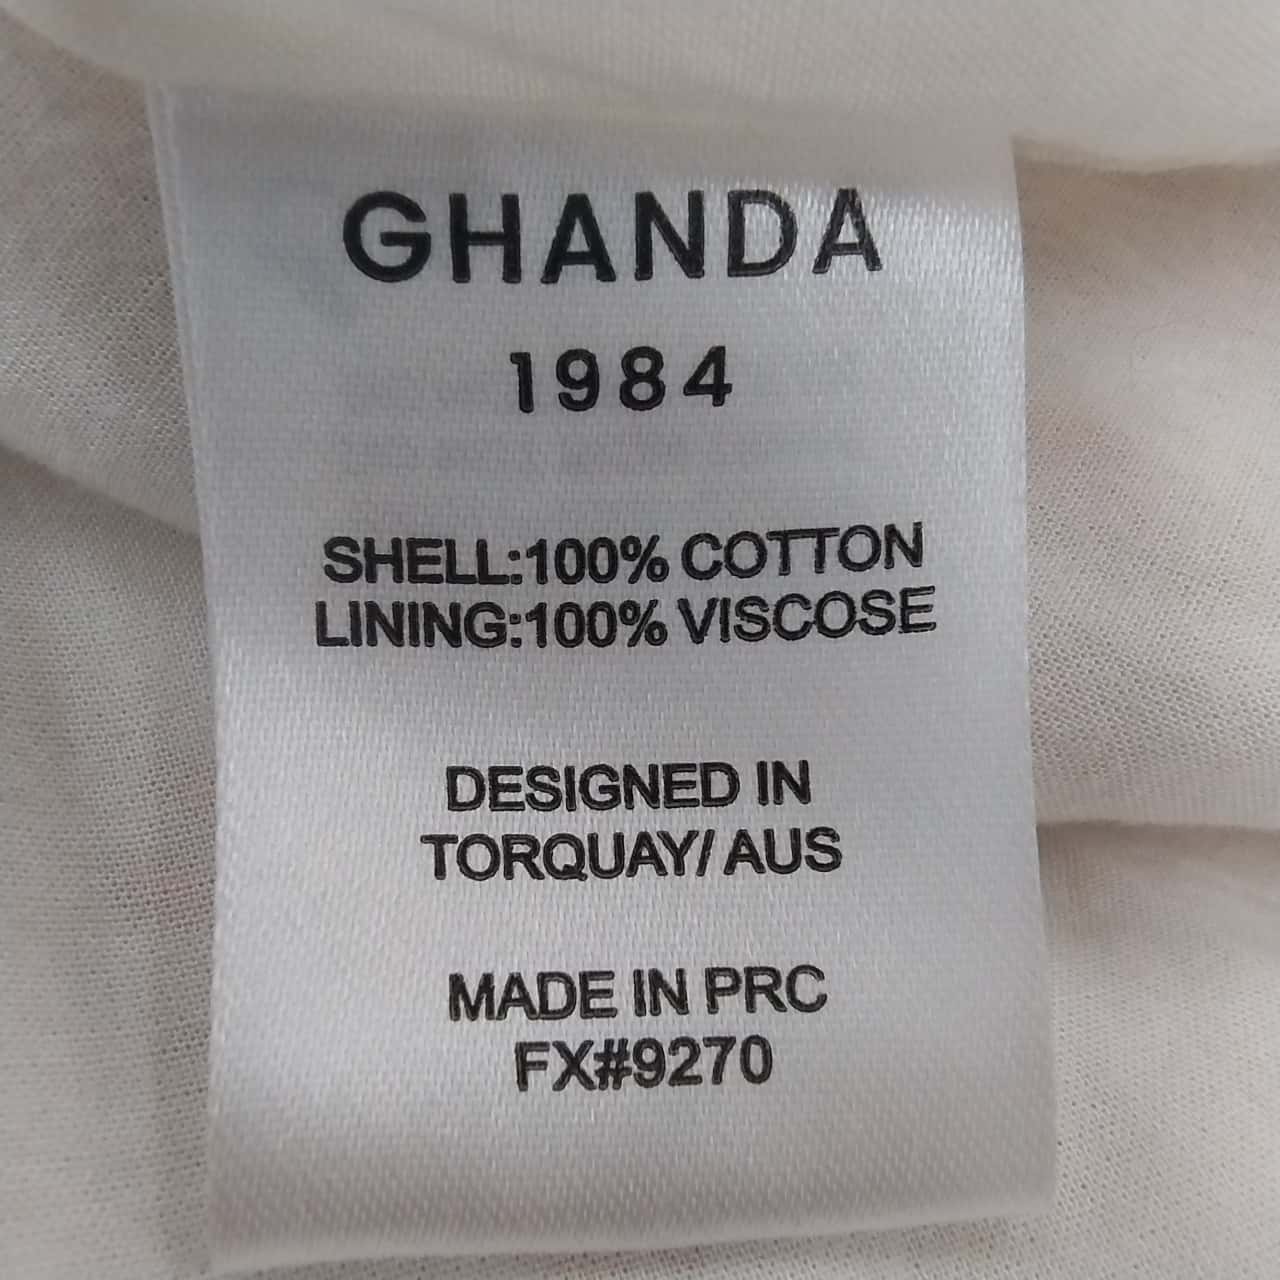 GHANDA
1984
SHELL:100% COTTON
LINING:100% VISCOSE
DESIGNED IN
TORQUAY/ AUS
MADE IN PRC
FX#9270